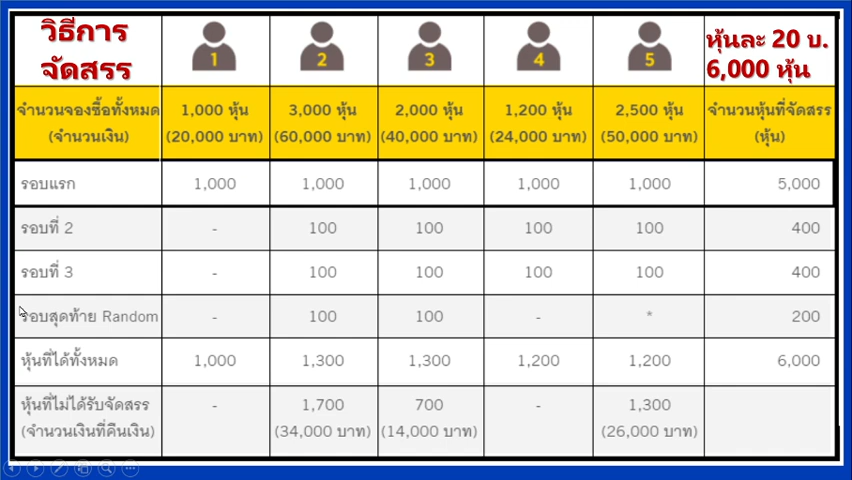 วิธีการ
จัดสรร
1
2
3
4
5
หุ้นละ 20 บ.
6,000 หุ้น
จำนวนจองซื้อทั้งหมด
(จำนวนเงิน)
1,000 หุ้น
(20,000 บาท)
3,000 หุ้น
(60,000 บาท)
2,000 หุ้น
(40,000 บาท)
1,200 หุ้น
(24,000 บาท)
2,500 หุ้น
(50,000 บาท)
จำนวนหุ้นที่จัดสรร
(หุ้น)
รอบแรก 1,000 1,000 1,000 1,000 1,000 5,000
รอบที่ 2 - 100 100 100 100 400
รอบที่ 3 - 100 100 100 100 400
รอบสุดท้าย Random - 100 100 - * 200
หุ้นที่ได้ทั้งหมด 1,000 1,300 1,300 1,200 1,200 6,000
หุ้นที่ไม่ได้รับจัดสรร - 1,700 700 - 1,300
(จำนวนเงินที่คืนเงิน) (34,000 บาท) (14,000 บาท) (26,000 บาท)